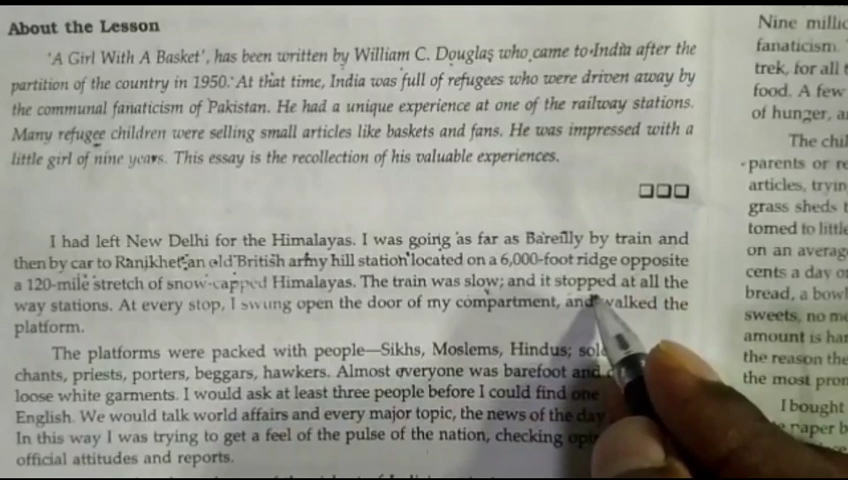 About the Lesson
'A Girl With A Basket', has been written by William C. Douglas who came to India after the
partition of the country in 1950. At that time, India was full of refugees who were driven away by
the communal fanaticism of Pakistan. He had a unique experience at one of the railway stations.
Many refugee children were selling small articles like baskets and fans. He was impressed with a
little girl of nine years. This essay is the recollection of his valuable experiences.
I had left New Delhi for the Himalayas. I was going as far as Bareilly by train and
then by car to Ranikhet, an old British army hill station located on a 6,000-foot ridge opposite
a 120-mile stretch of snow-capped Himalayas. The train was slow; and it stopped at all the
way stations. At every stop, I swung open the door of my compartment, and walked the
platform.
The platforms were packed with people—Sikhs, Moslems, Hindus;
chants, priests, porters, beggars, hawkers. Almost everyone was barefoot and
loose white garments. I would ask at least three people before I could find one
English. We would talk world affairs and every major topic, the news of the day
In this way I was trying to get a feel of the pulse of the nation, checking
official attitudes and reports.
Nine
fanaticism.
trek, for all
food. A few
of hunger,
The
parents or
articles,
grass sheds
tomed to
on an
cents a day
bread, a
sweets, no
amount is
the reason
the most
I bought